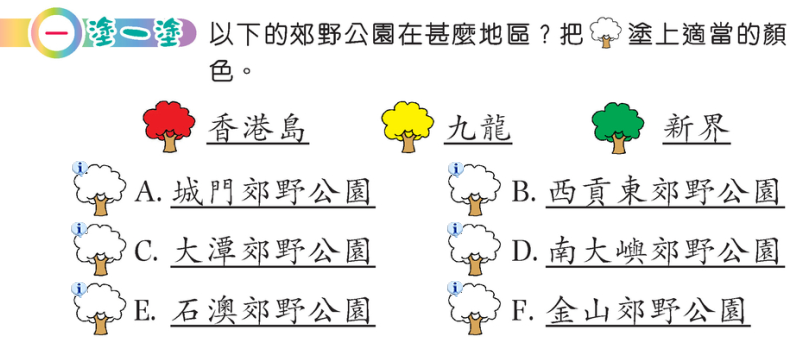 一 塗一塗 以下的郊野公園在甚麼地區？把 塗上適當的顏
色。
香港島 九龍 新界
A. 城門郊野公園 B. 西貢東郊野公園
C. 大潭郊野公園 D. 南大嶼郊野公園
E. 石澳郊野公園 F. 金山郊野公園